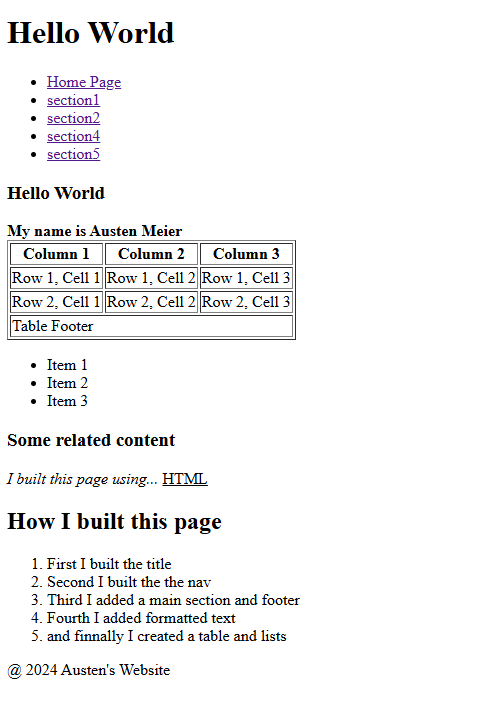 Hello World
Home Page
section1
section2
section4
section5
Hello World
My name is Austen Meier
Column 1 Column 2 Column 3
Row 1, Cell 1 Row 1, Cell 2 Row 1, Cell 3
Row 2, Cell 1 Row 2, Cell 2 Row 2, Cell 3
Table Footer
Item 1
Item 2
Item 3
Some related content
I built this page using... HTML
How I built this page
1. First I built the title
2. Second I built the the nav
3. Third I added a main section and footer
4. Fourth I added formatted text
5. and finnally I created a table and lists
@ 2024 Austen's Website